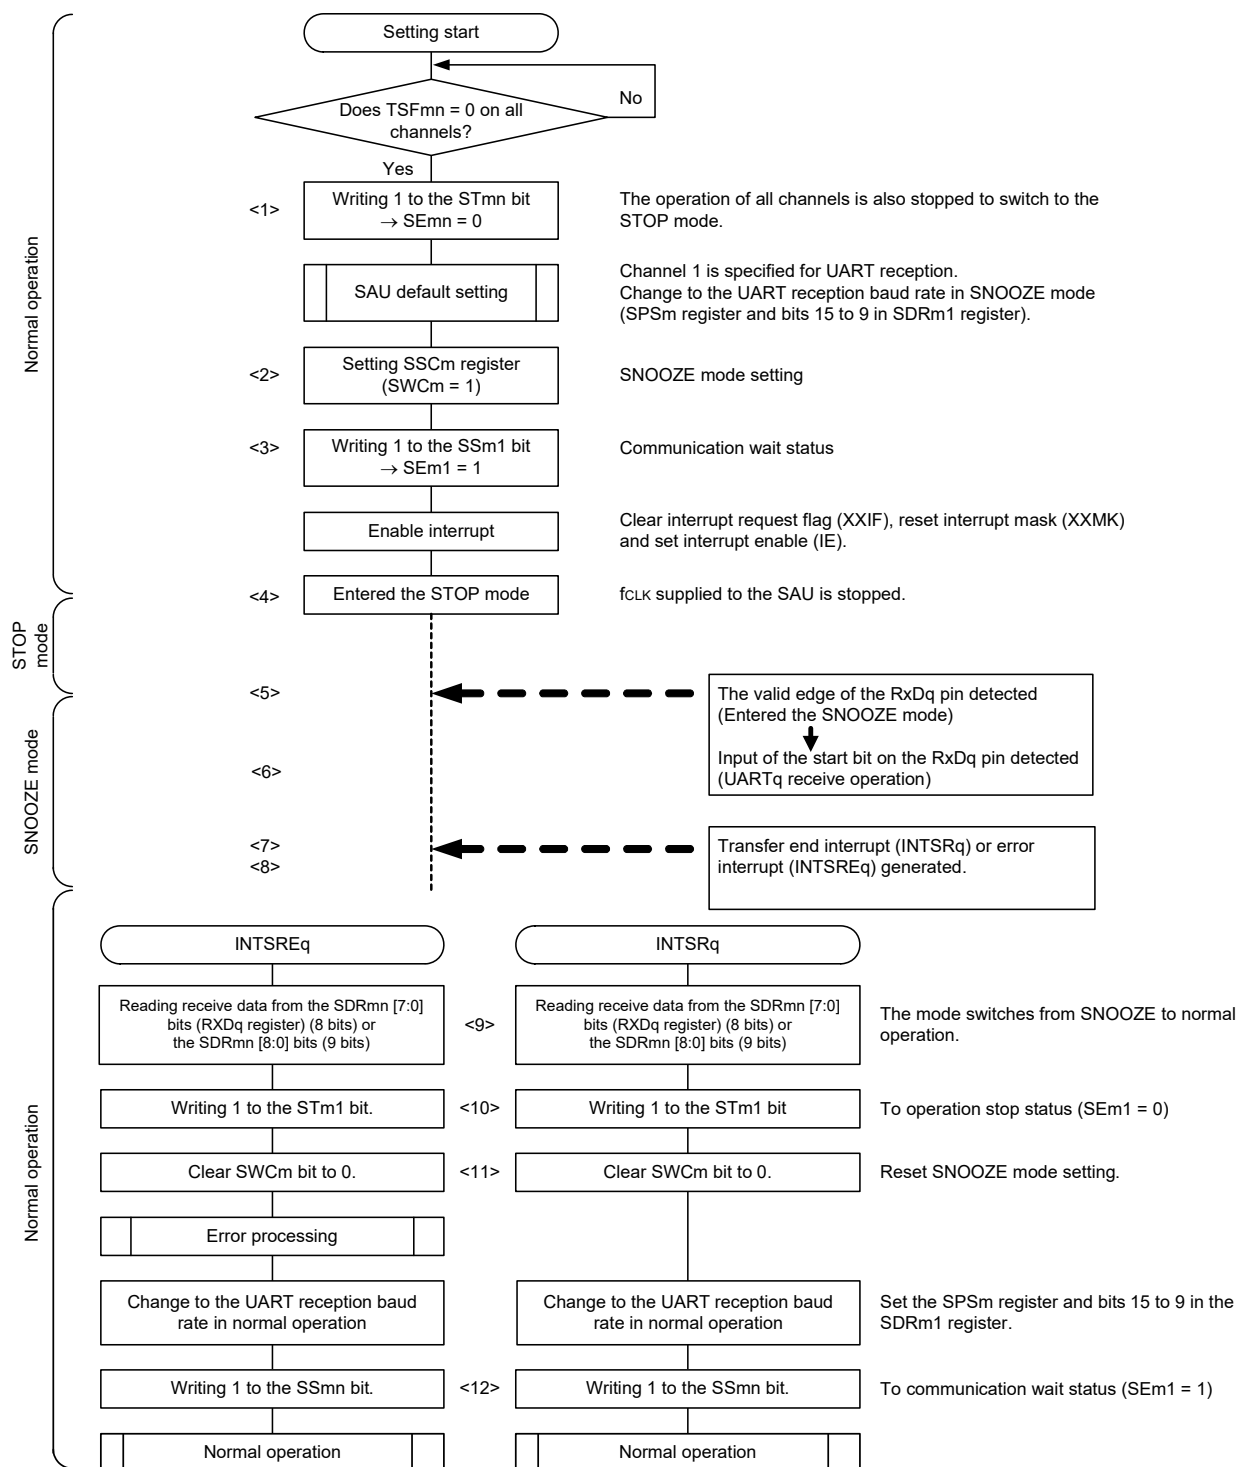 Setting start
No
Does TSFmn = 0 on all
channels?
Yes
<1>
Writing 1 to the STmn bit
→ SEmn = 0
The operation of all channels is also stopped to switch to the
STOP mode.
SAU default setting
Channel 1 is specified for UART reception.
Change to the UART reception baud rate in SNOOZE mode
(SPSm register and bits 15 to 9 in SDRm1 register).
Normal operation
<2>
Setting SSCm register
(SWCm = 1)
SNOOZE mode setting
<3>
Writing 1 to the SSm1 bit
→ SEm1 = 1
Communication wait status
Enable interrupt
Clear interrupt request flag (XXIF), reset interrupt mask (XXMK)
and set interrupt enable (IE).
<4>
Entered the STOP mode
fCLK supplied to the SAU is stopped.
STOP
mode
<5>
The valid edge of the RxDq pin detected
(Entered the SNOOZE mode)
Input of the start bit on the RxDq pin detected
(UARTq receive operation)
<6>
SNOOZE mode
<7>
<8>
Transfer end interrupt (INTSRq) or error
interrupt (INTSREq) generated.
INTSREq
INTSRq
Reading receive data from the SDRmn [7:0]
bits (RXDq register) (8 bits) or
the SDRmn [8:0] bits (9 bits)
<9>
Reading receive data from the SDRmn [7:0]
bits (RXDq register) (8 bits) or
the SDRmn [8:0] bits (9 bits)
The mode switches from SNOOZE to normal
operation.
Writing 1 to the STm1 bit.
<10>
Writing 1 to the STm1 bit
To operation stop status (SEm1 = 0)
Clear SWCm bit to 0.
<11>
Clear SWCm bit to 0.
Reset SNOOZE mode setting.
Normal operation
Error processing
Change to the UART reception baud
rate in normal operation
Change to the UART reception baud
rate in normal operation
Set the SPSm register and bits 15 to 9 in the
SDRm1 register.
Writing 1 to the SSmn bit.
<12>
Writing 1 to the SSmn bit.
To communication wait status (SEm1 = 1)
Normal operation
Normal operation